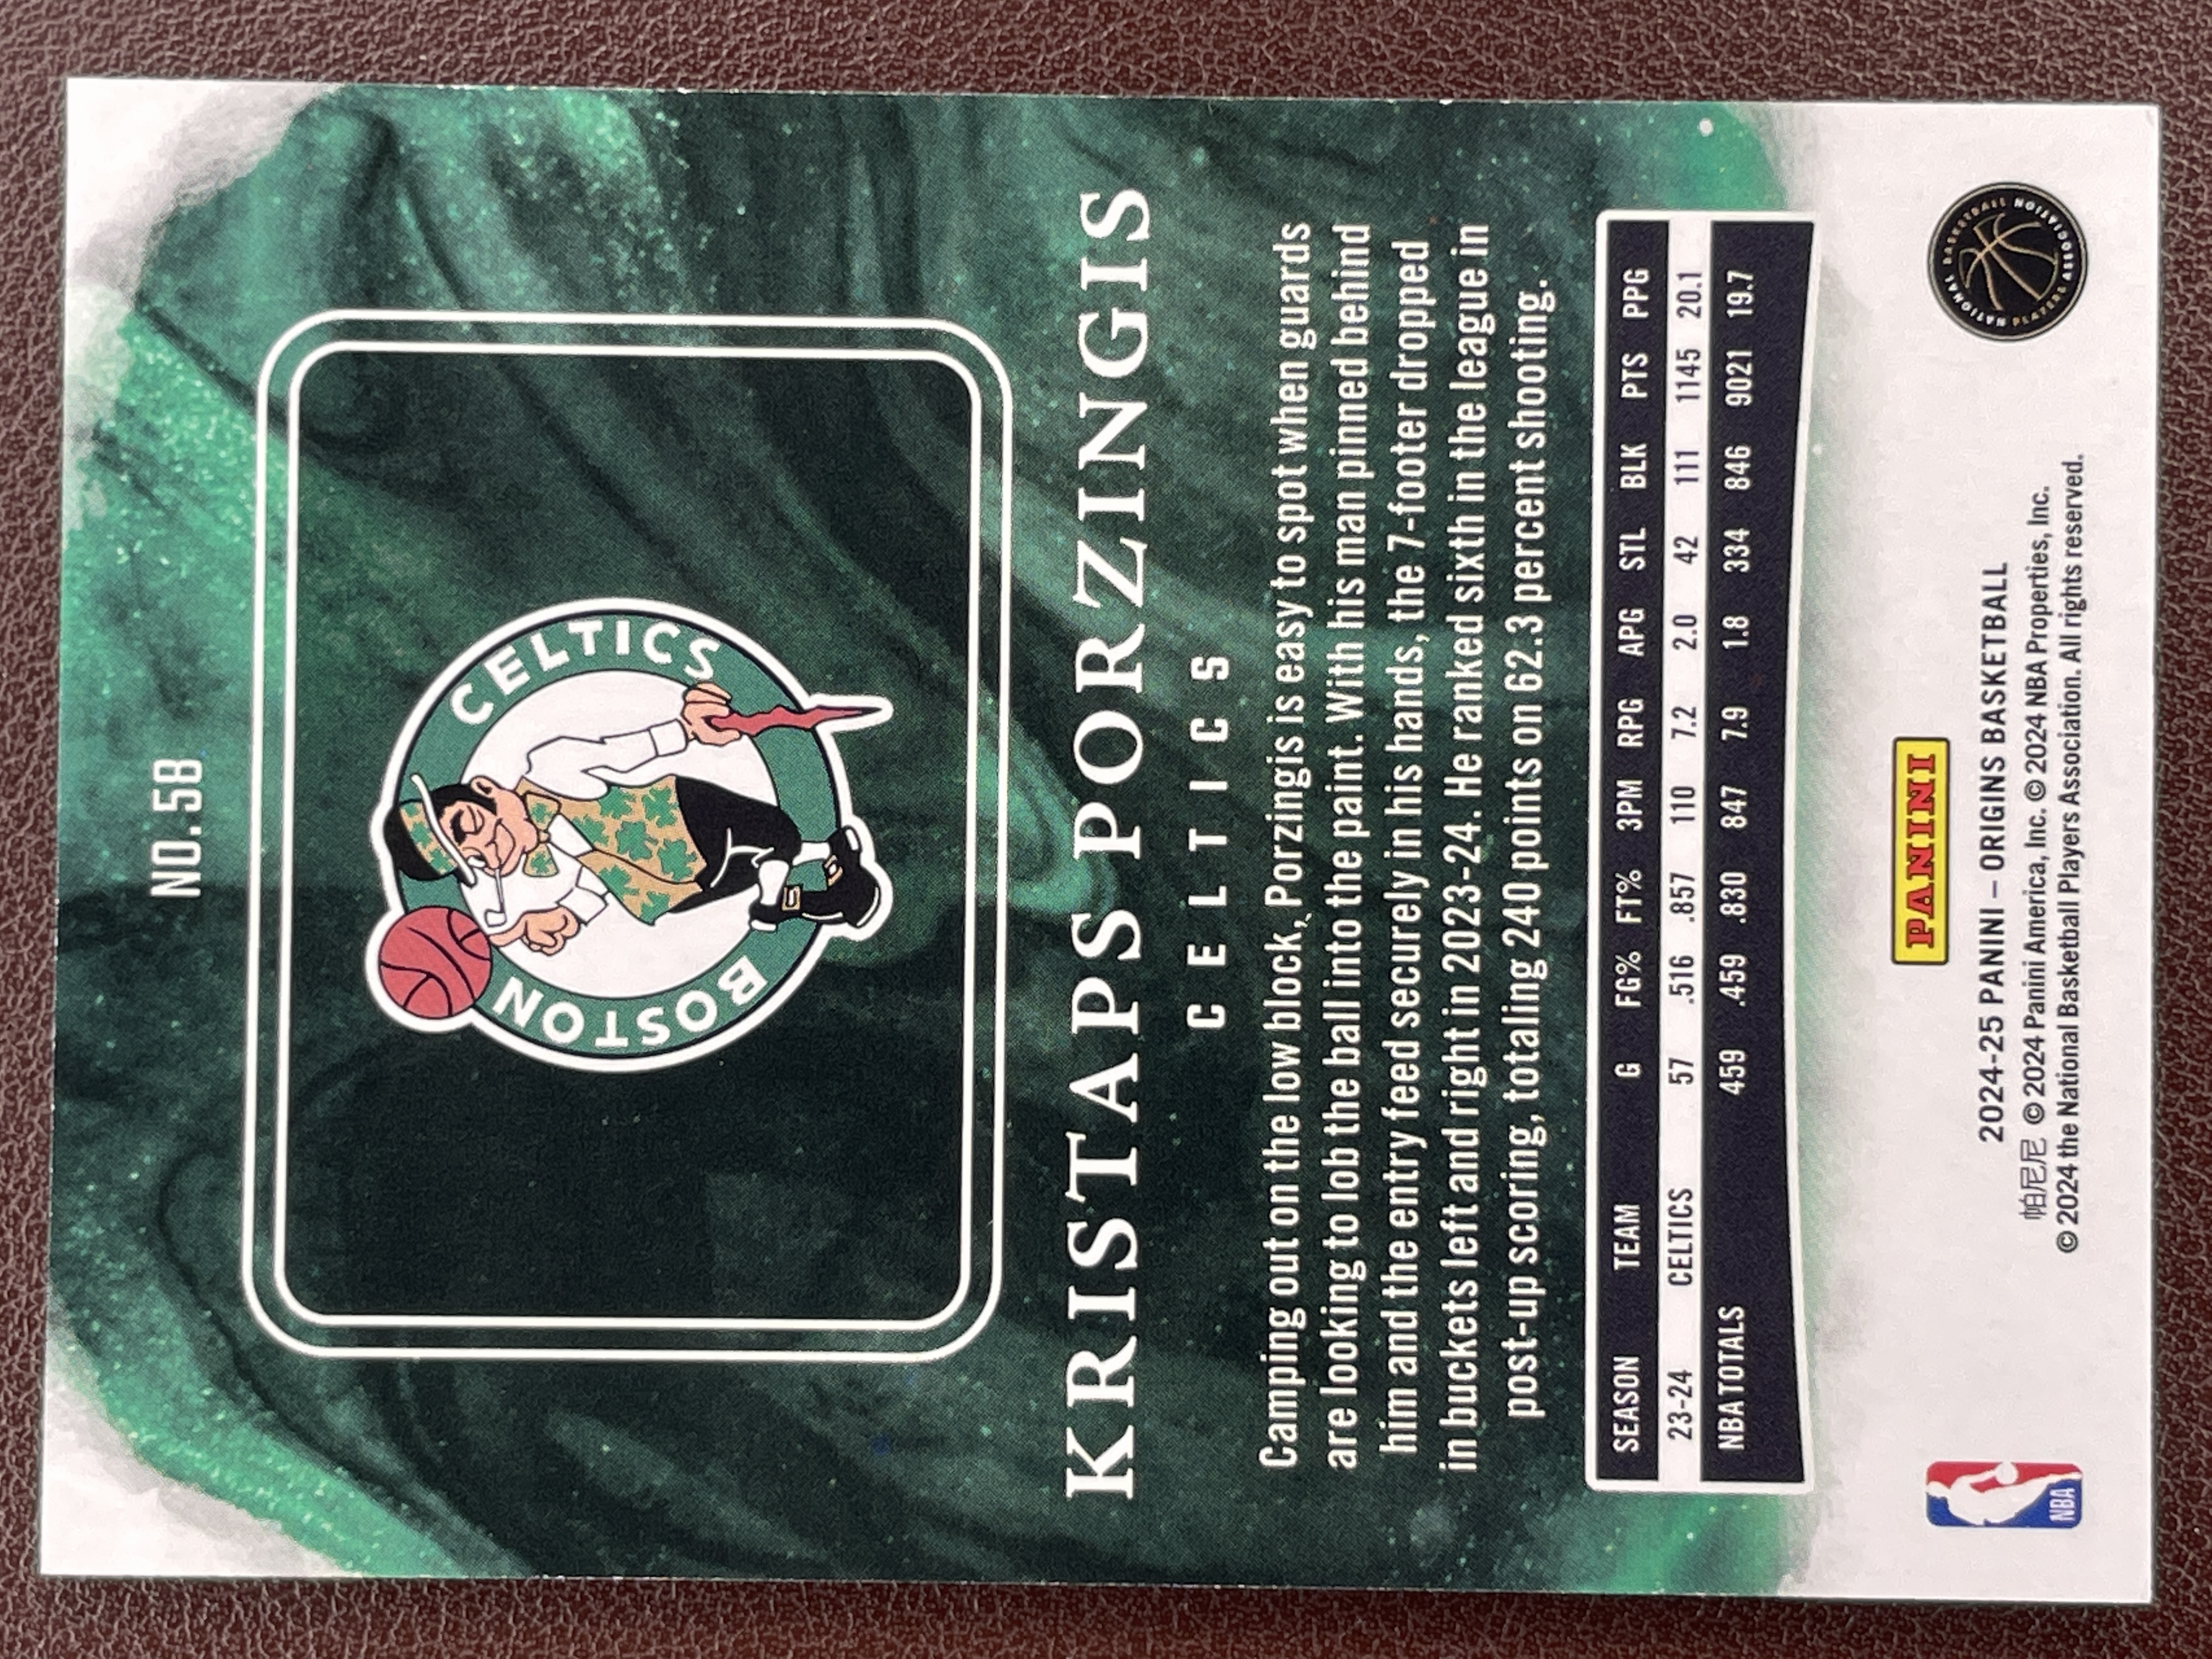 NO. 5B
BOSTON CELTICS
KRISTAPS PORZINGIS
CELTICS
Camping out on the low block, Porzingis is easy to spot when guards
are looking to lob the ball into the paint. With his man pinned behind
him and the entry feed securely in his hands, the 7-footer dropped
in buckets left and right in 2023-24. He ranked sixth in the league in
post-up scoring, totaling 240 points on 62.3 percent shooting.
SEASON TEAM G FG% FT% 3PM RPG APG STL BLK PTS PPG
23-24 CELTICS 57 .516 .857 110 7.2 2.0 42 111 1145 20.1
NBA TOTALS 459 .459 .830 847 7.9 1.8 334 846 9021 19.7
PANINI
NBA
2024-25 PANINI – ORIGINS BASKETBALL
帕尼尼 © 2024 Panini America, Inc. © 2024 NBA Properties, Inc.
© 2024 the National Basketball Players Association. All rights reserved.
NATIONAL BASKETBALL PLAYERS ASSOCIATION